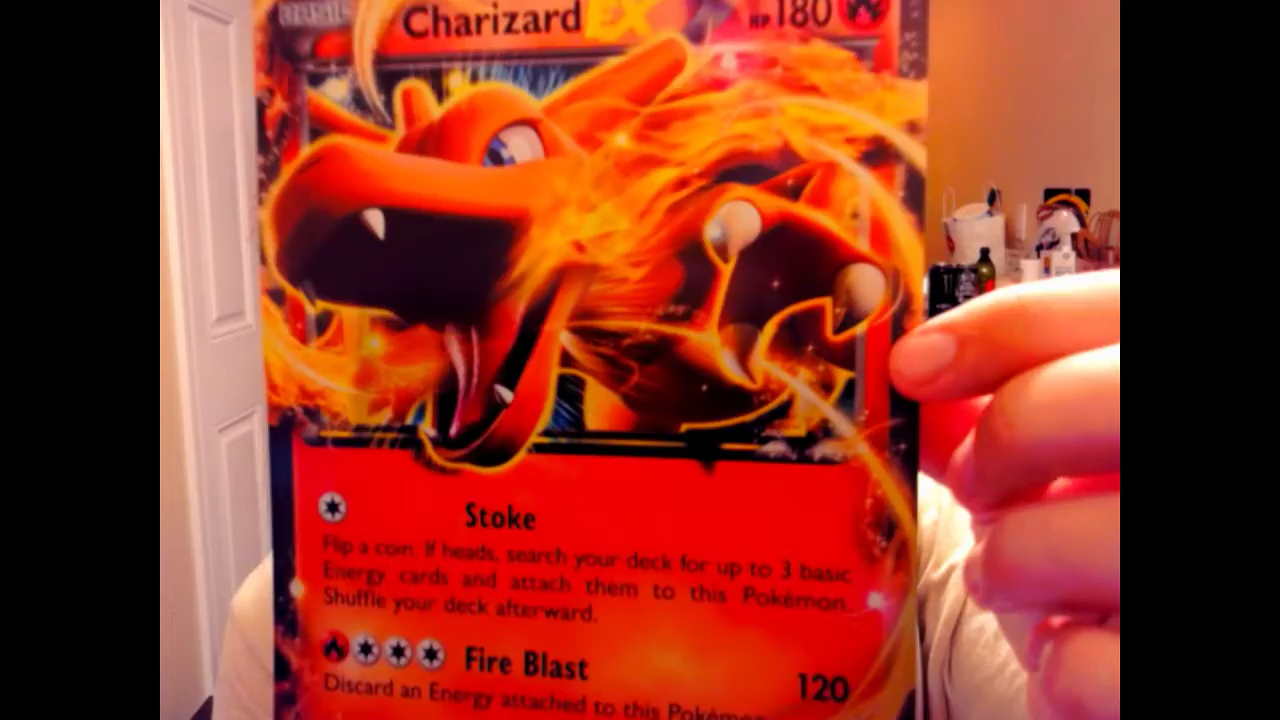 BASIC Charizard EX HP 180
Stoke
Flip a coin. If heads, search your deck for up to 3 basic
Energy cards and attach them to this Pokémon.
Shuffle your deck afterward.
Fire Blast 120
Discard an Energy attached to this Pokémon